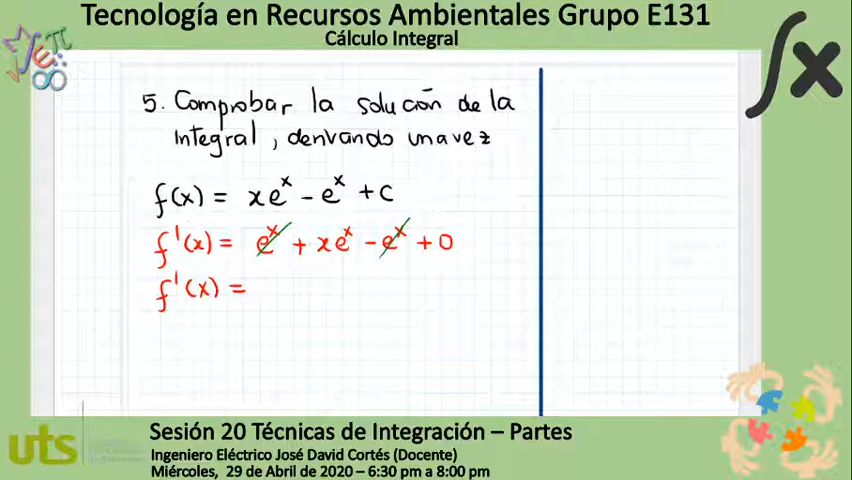 Tecnología en Recursos Ambientales Grupo E131
Cálculo Integral
∫x
5. Comprobar la solución de la
integral, derivando una vez
f(x) = xe^x - e^x + c
f'(x) = e^x + xe^x - e^x + 0
f'(x) =
uts
Sesión 20 Técnicas de Integración – Partes
Ingeniero Eléctrico José David Cortés (Docente)
Miércoles, 29 de Abril de 2020 – 6:30 pm a 8:00 pm